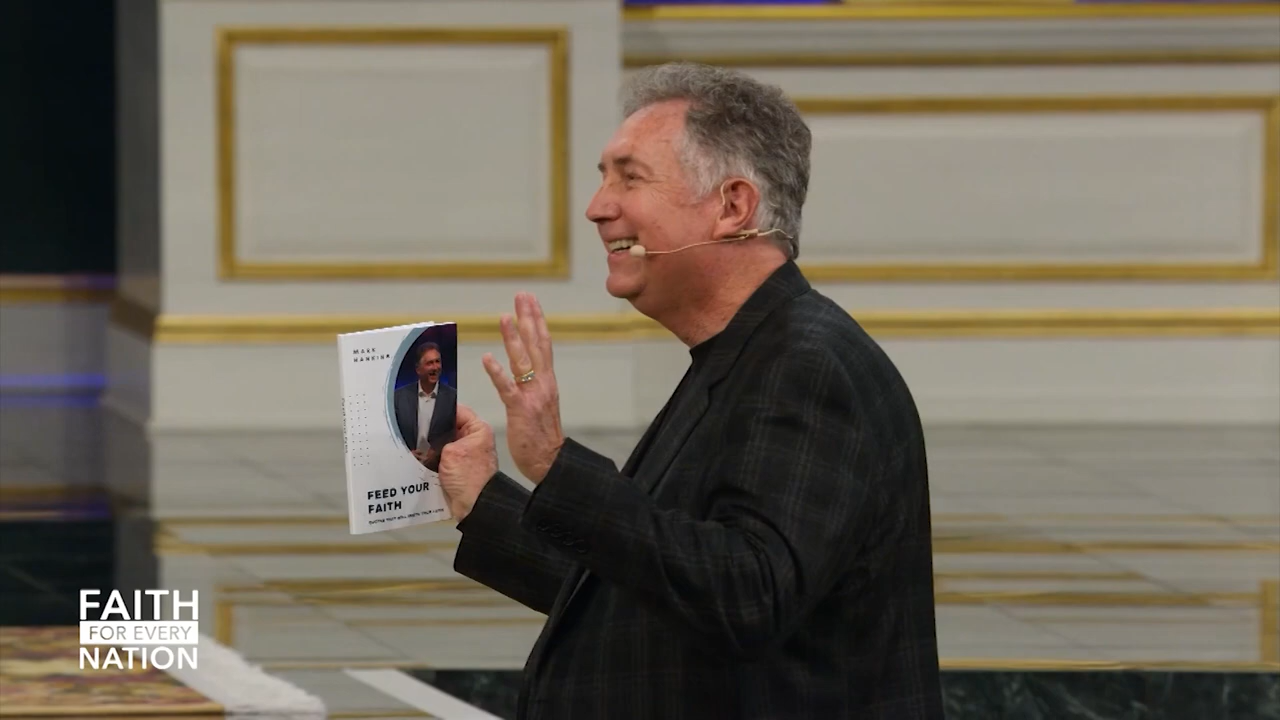 MARK
HANKINS
FEED YOUR
FAITH
FAITH
FOR EVERY
NATION